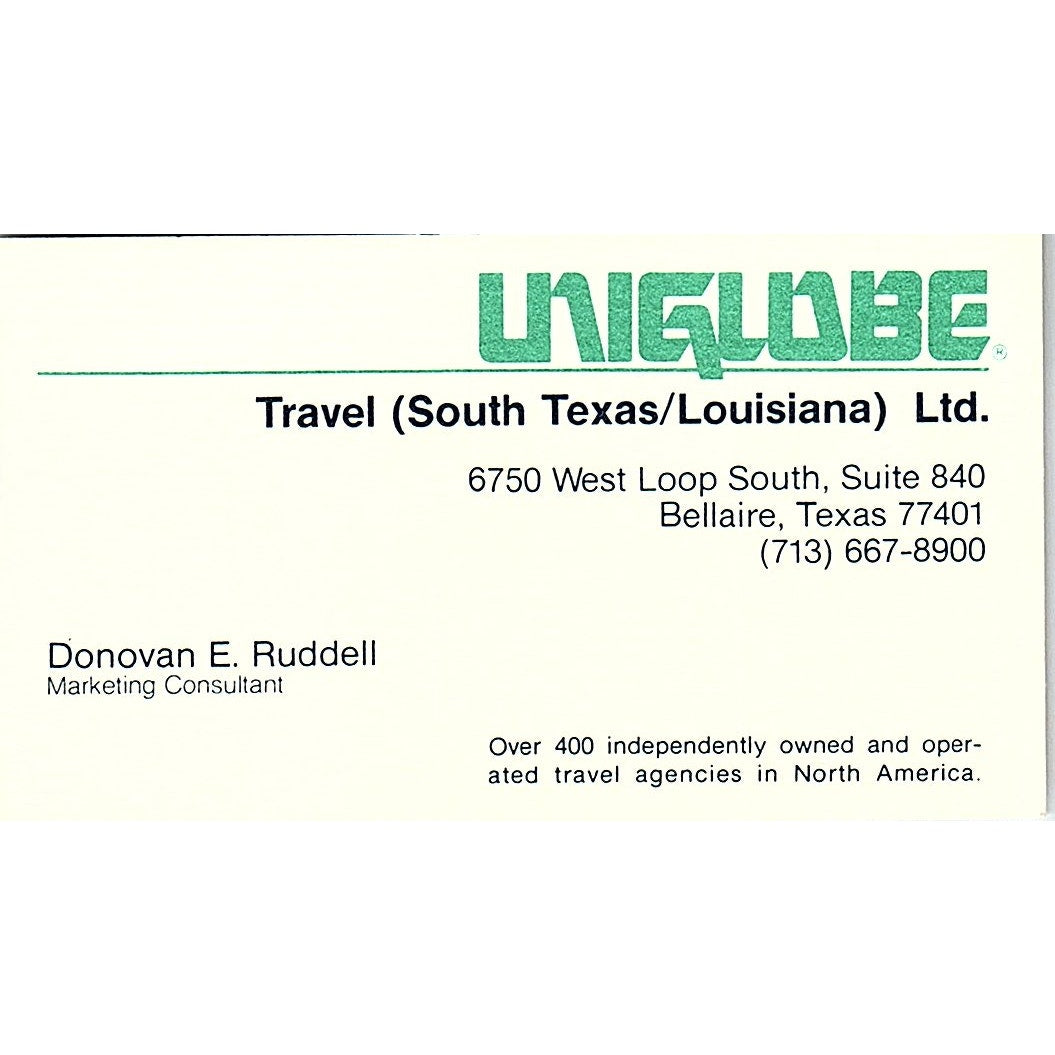 UNIGLOBE®
Travel (South Texas/Louisiana) Ltd.
6750 West Loop South, Suite 840
Bellaire, Texas 77401
(713) 667-8900
Donovan E. Ruddell
Marketing Consultant
Over 400 independently owned and oper-
ated travel agencies in North America.